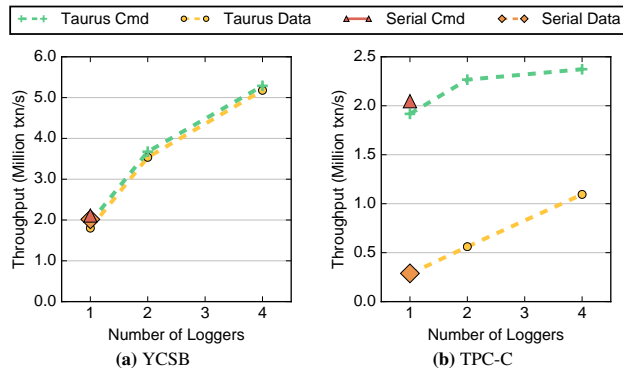 Taurus Cmd Taurus Data Serial Cmd Serial Data
Throughput (Million txn/s)
6.0
5.0
4.0
3.0
2.0
1.0
0.0
1 2 3 4
Number of Loggers
(a) YCSB
Throughput (Million txn/s)
2.5
2.0
1.5
1.0
0.5
0.0
1 2 3 4
Number of Loggers
(b) TPC-C